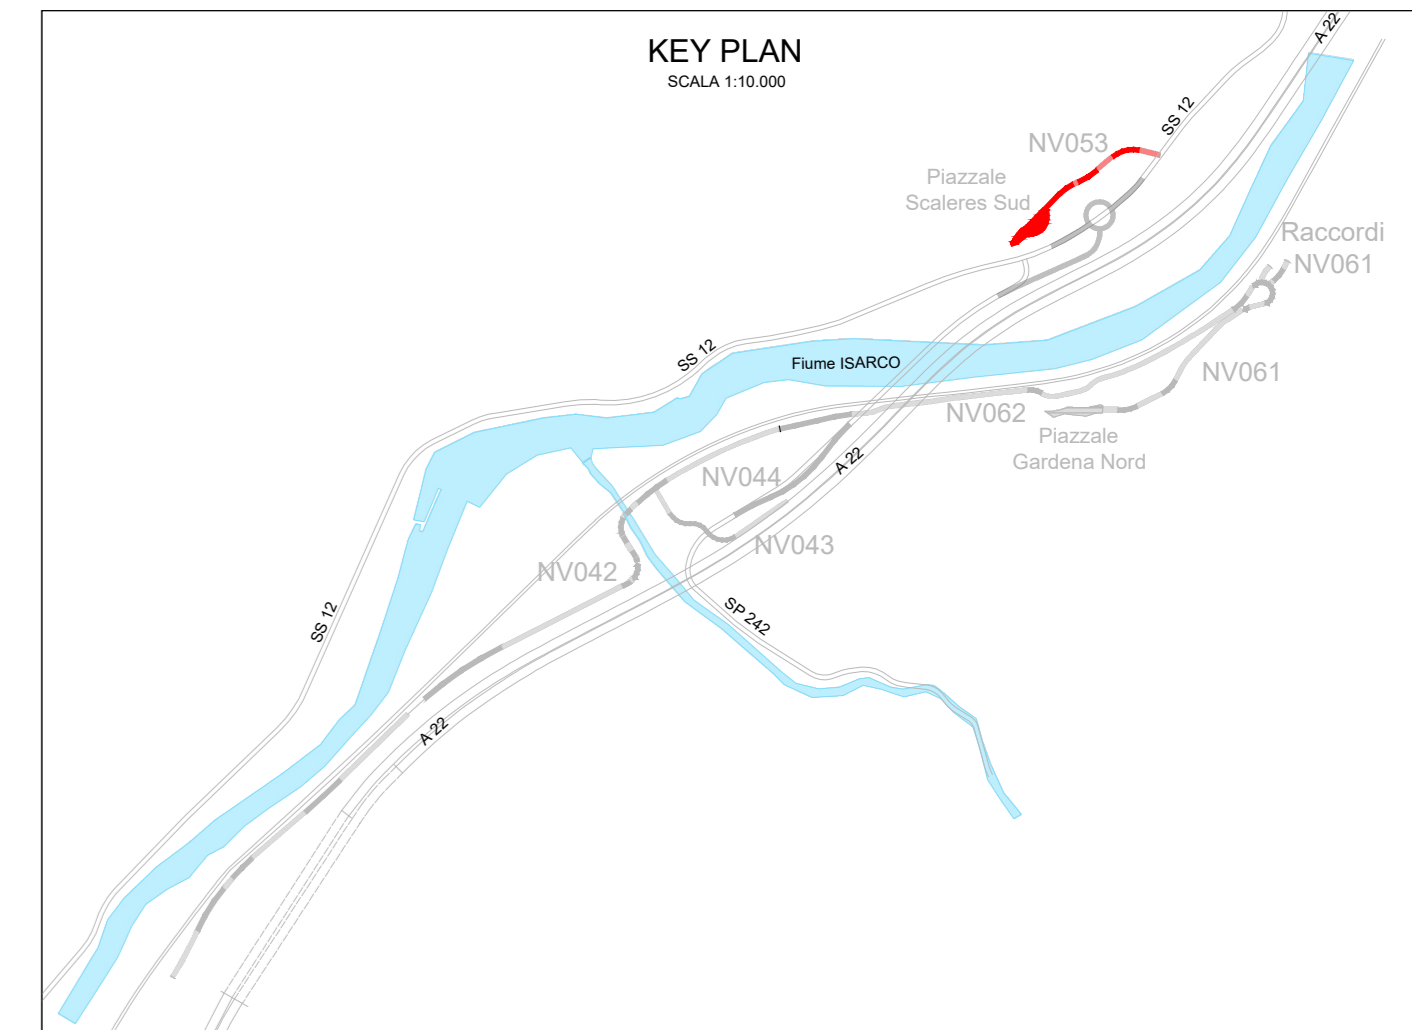 KEY PLAN
SCALA 1:10.000
A 22
SS 12
NV053
Piazzale
Scaleres Sud
Raccordi
NV061
SS 12
Fiume ISARCO
NV061
NV062
Piazzale
Gardena Nord
A 22
NV044
NV043
NV042
SS 12
SP 242
A 22